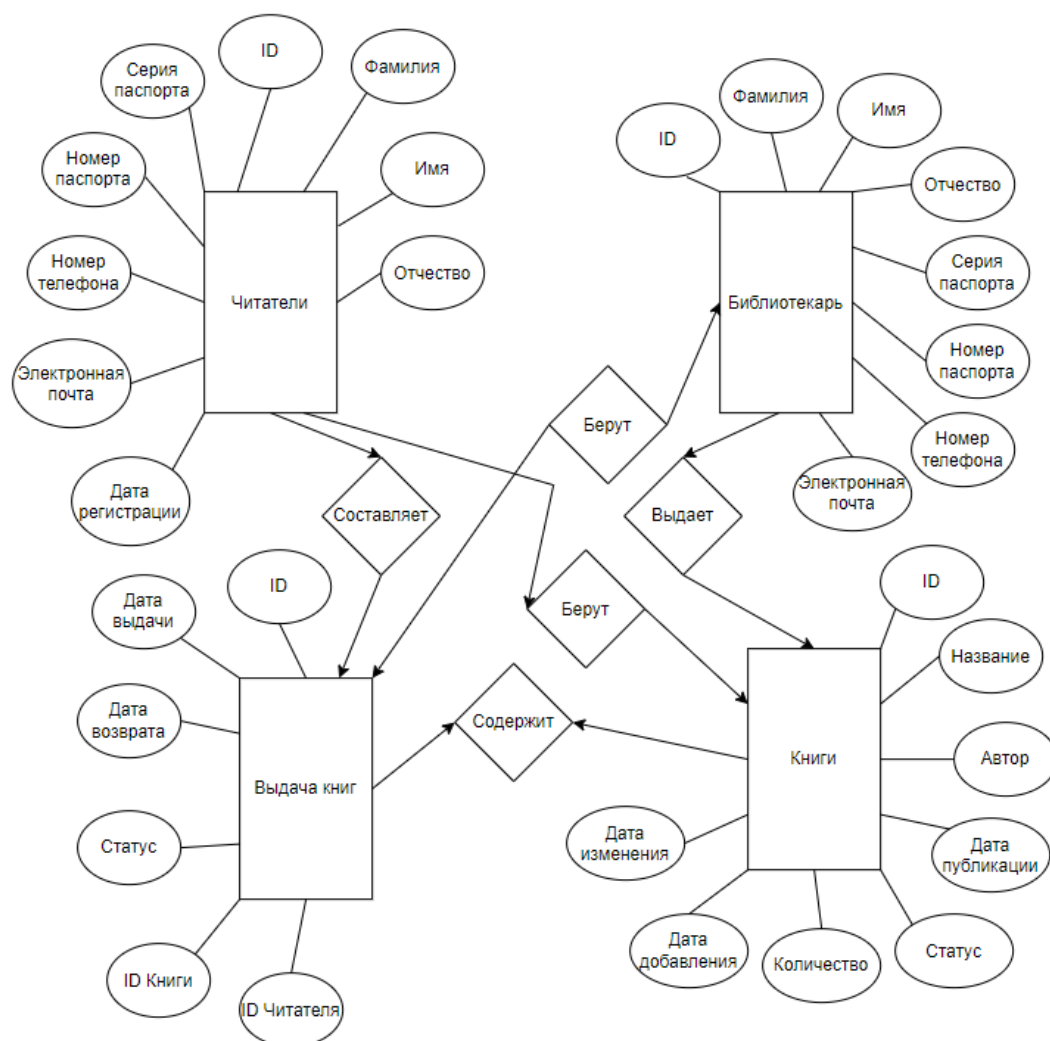 ID
Серия
паспорта
Фамилия
Номер
паспорта
Имя
Номер
телефона
Отчество
Читатели
Электронная
почта
Дата
регистрации
Фамилия
Имя
ID
Отчество
Серия
паспорта
Библиотекарь
Номер
паспорта
Номер
телефона
Электронная
почта
Берут
Составляет
Выдает
Берут
Содержит
ID
Дата
выдачи
Дата
возврата
Выдача книг
Статус
ID Книги
ID Читателя
ID
Название
Книги
Автор
Дата
изменения
Дата
публикации
Дата
добавления
Количество
Статус